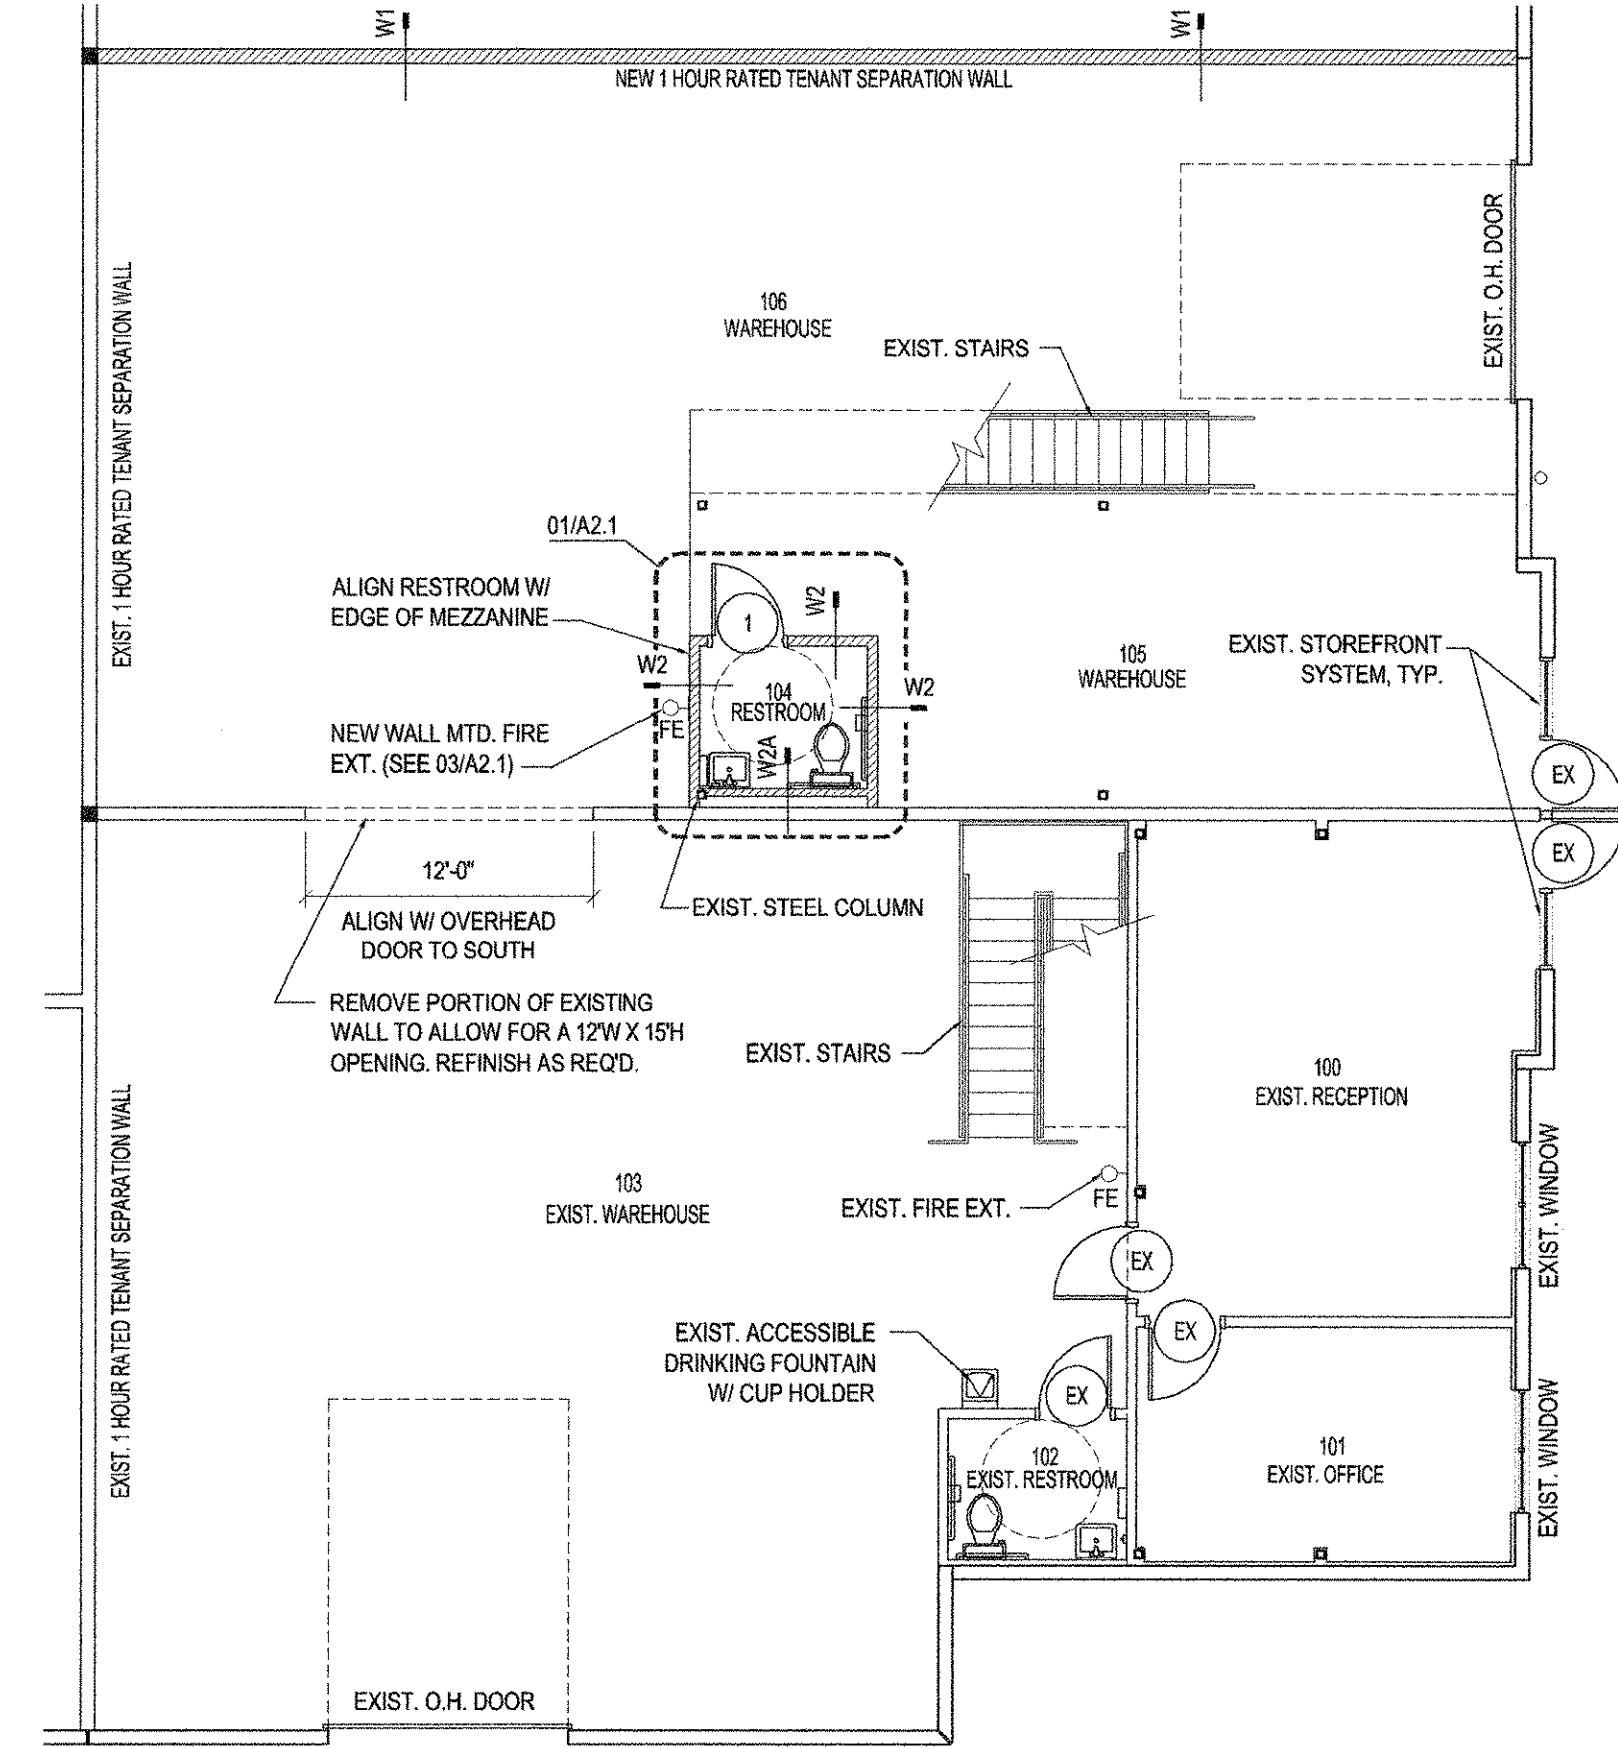 W1
W1
NEW 1 HOUR RATED TENANT SEPARATION WALL
EXIST. 1 HOUR RATED TENANT SEPARATION WALL
EXIST. O.H. DOOR
106
WAREHOUSE
EXIST. STAIRS
01/A2.1
ALIGN RESTROOM W/
EDGE OF MEZZANINE
1
W2
W2
W2
104
RESTROOM
W2A
FE
NEW WALL MTD. FIRE
EXT. (SEE 03/A2.1)
105
WAREHOUSE
EXIST. STOREFRONT
SYSTEM, TYP.
EX
EX
12'-0"
ALIGN W/ OVERHEAD
DOOR TO SOUTH
EXIST. STEEL COLUMN
REMOVE PORTION OF EXISTING
WALL TO ALLOW FOR A 12'W X 15'H
OPENING. REFINISH AS REQ'D.
EXIST. STAIRS
100
EXIST. RECEPTION
EXIST. 1 HOUR RATED TENANT SEPARATION WALL
103
EXIST. WAREHOUSE
EXIST. FIRE EXT.
FE
EXIST. WINDOW
EX
EX
EXIST. ACCESSIBLE
DRINKING FOUNTAIN
W/ CUP HOLDER
EX
102
EXIST. RESTROOM
101
EXIST. OFFICE
EXIST. WINDOW
EXIST. O.H. DOOR